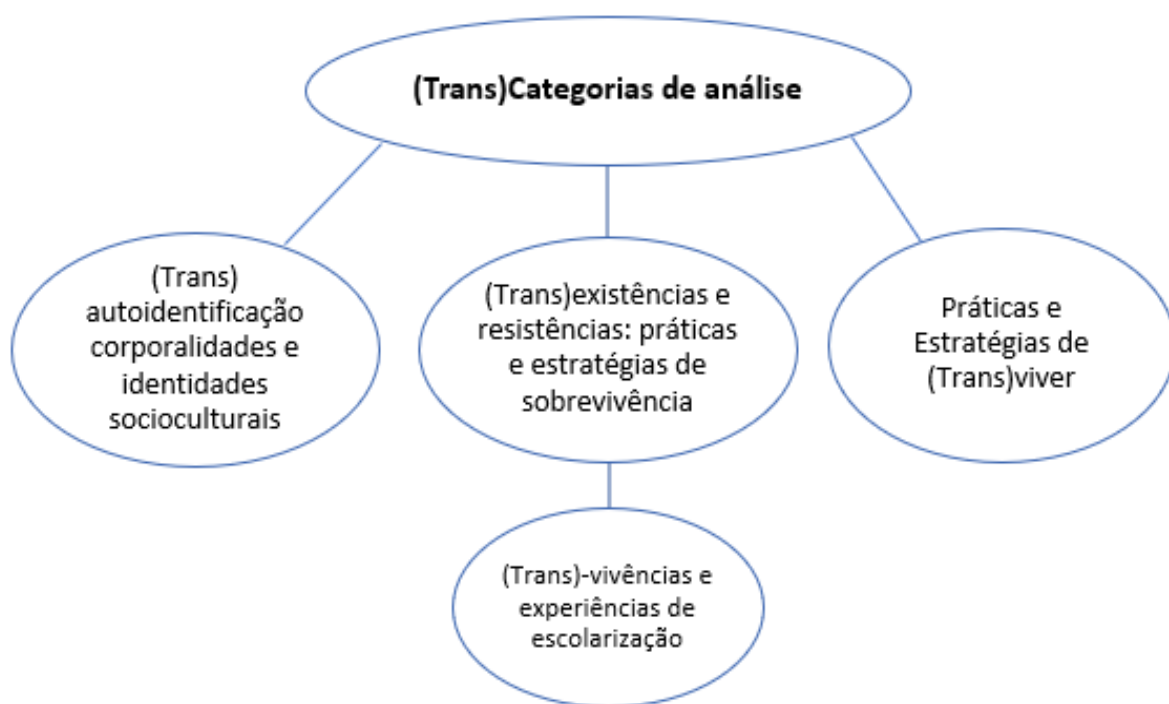 (Trans)Categorias de análise
(Trans)
autoidentificação
corporalidades e
identidades
socioculturais
(Trans)existências e
resistências: práticas
e estratégias de
sobrevivência
Práticas e
Estratégias de
(Trans)viver
(Trans)-vivências e
experiências de
escolarização